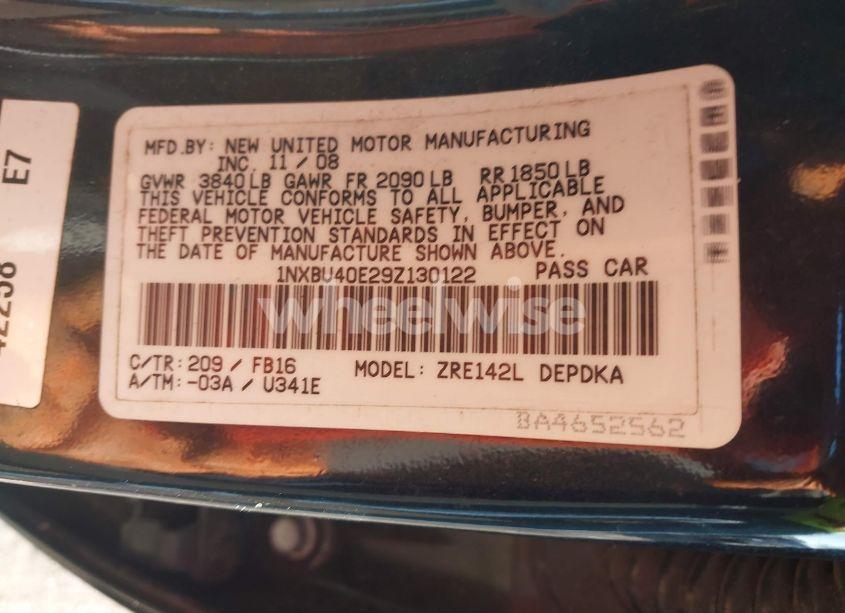 E7
42258
MFD.BY: NEW UNITED MOTOR MANUFACTURING
INC. 11 / 08
GVWR 3840 LB GAWR FR 2090 LB RR 1850 LB
THIS VEHICLE CONFORMS TO ALL APPLICABLE
FEDERAL MOTOR VEHICLE SAFETY, BUMPER, AND
THEFT PREVENTION STANDARDS IN EFFECT ON
THE DATE OF MANUFACTURE SHOWN ABOVE.
1NXBU40E29Z130122 PASS CAR
wheelwise
C/TR: 209 / FB16 MODEL: ZRE142L DEPDKA
A/TM: -03A / U341E
BA4652562